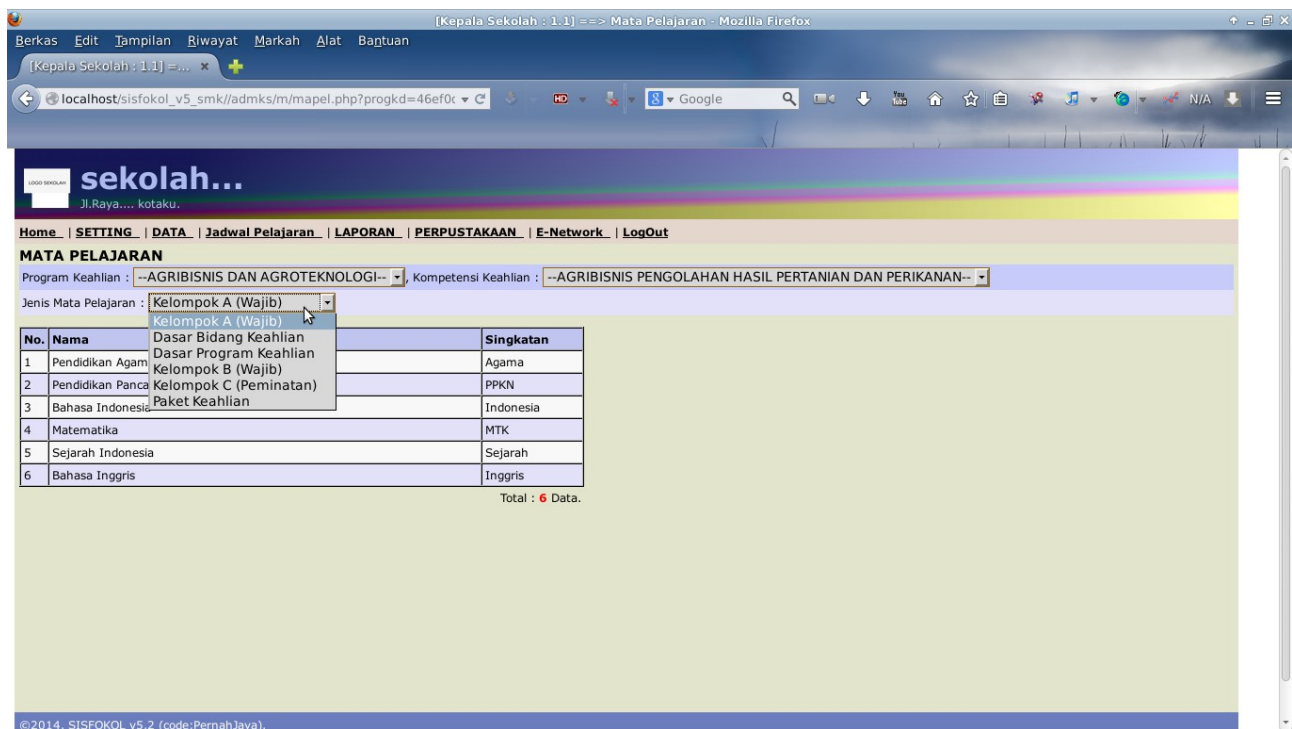 [Kepala Sekolah : 1.1] ==> Mata Pelajaran - Mozilla Firefox
Berkas Edit Tampilan Riwayat Markah Alat Bantuan
[Kepala Sekolah : 1.1] =...
localhost/sisfokol_v5_smk//admks/m/mapel.php?progkd=46ef0c
Google
N/A
LOGO SEKOLAH
sekolah...
Jl.Raya.... kotaku.
Home | SETTING | DATA | Jadwal Pelajaran | LAPORAN | PERPUSTAKAAN | E-Network | LogOut
MATA PELAJARAN
Program Keahlian : --AGRIBISNIS DAN AGROTEKNOLOGI-- , Kompetensi Keahlian : --AGRIBISNIS PENGOLAHAN HASIL PERTANIAN DAN PERIKANAN--
Jenis Mata Pelajaran : Kelompok A (Wajib)
Kelompok A (Wajib)
Dasar Bidang Keahlian
Dasar Program Keahlian
Kelompok B (Wajib)
Kelompok C (Peminatan)
Paket Keahlian
No. Nama Singkatan
1 Pendidikan Agam Agama
2 Pendidikan Panca PPKN
3 Bahasa Indonesia Indonesia
4 Matematika MTK
5 Sejarah Indonesia Sejarah
6 Bahasa Inggris Inggris
Total : 6 Data.
©2014. SISFOKOL v5.2 (code:PernahJaya).